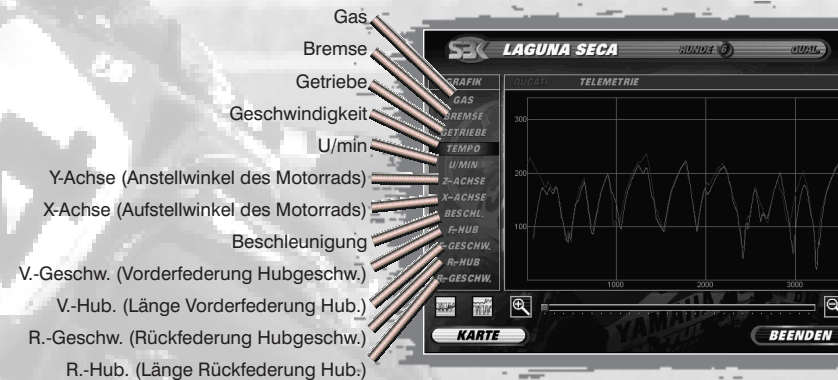 Gas
Bremse
Getriebe
Geschwindigkeit
U/min
Y-Achse (Anstellwinkel des Motorrads)
X-Achse (Aufstellwinkel des Motorrads)
Beschleunigung
V.-Geschw. (Vorderfederung Hubgeschw.)
V.-Hub. (Länge Vorderfederung Hub.)
R.-Geschw. (Rückfederung Hubgeschw.)
R.-Hub. (Länge Rückfederung Hub.)
SBK LAGUNA SECA RUNDE 6 QUAL.
GRAFIK DUCATI TELEMETRIE
GAS
BREMSE
GETRIEBE
TEMPO
U/MIN
Z-ACHSE
X-ACHSE
BESCHL.
F-HUB
F-GESCHW.
R-HUB
R-GESCHW.
300
200
100
1000 2000 3000
YAMAHA
KARTE BEENDEN